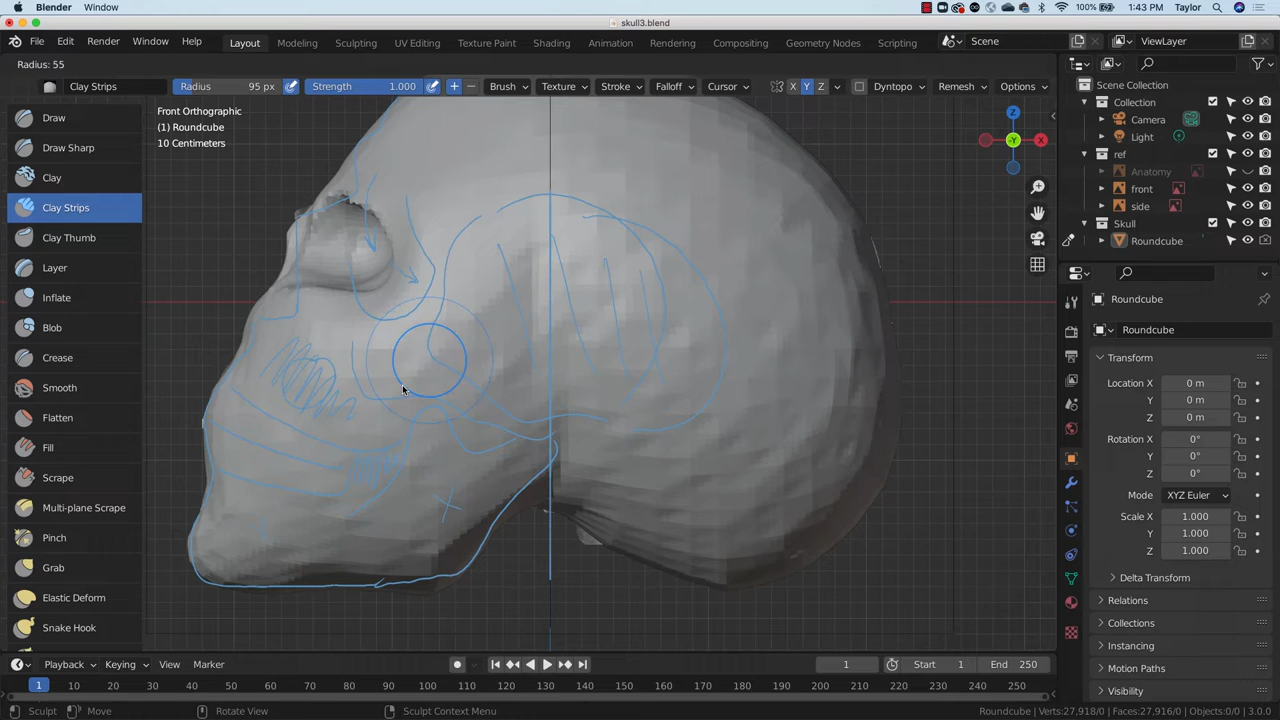 Blender Window 100% 1:43 PM Taylor
skull3.blend
File Edit Render Window Help Layout Modeling Sculpting UV Editing Texture Paint Shading Animation Rendering Compositing Geometry Nodes Scripting Scene ViewLayer
Radius: 55
Clay Strips Radius 95 px Strength 1.000 Brush Texture Stroke Falloff Cursor X Y Z Dyntopo Remesh Options
Front Orthographic
(1) Roundcube
10 Centimeters
Z
X
-Y
Draw
Draw Sharp
Clay
Clay Strips
Clay Thumb
Layer
Inflate
Blob
Crease
Smooth
Flatten
Fill
Scrape
Multi-plane Scrape
Pinch
Grab
Elastic Deform
Snake Hook
Scene Collection
Collection
Camera
Light
ref
Anatomy
front
side
Skull
Roundcube
Roundcube
Roundcube
Transform
Location X 0 m
Y 0 m
Z 0 m
Rotation X 0°
Y 0°
Z 0°
Mode XYZ Euler
Scale X 1.000
Y 1.000
Z 1.000
Delta Transform
Relations
Collections
Instancing
Motion Paths
Visibility
Playback Keying View Marker 1 Start 1 End 250
1 10 20 30 40 50 60 70 80 90 100 110 120 130 140 150 160 170 180 190 200 210 220 230 240 250
Sculpt Move Rotate View Sculpt Context Menu Roundcube | Verts:27,918/0 | Faces:27,916/0 | Objects:0/0 | 3.0.0